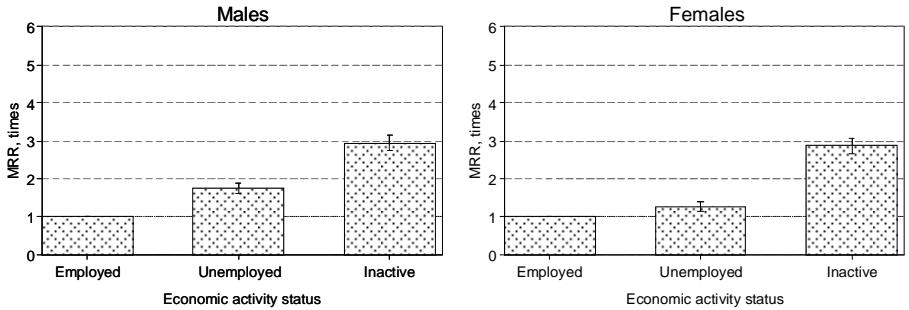 Males
6
5
4
3
2
1
0
MRR, times
Employed Unemployed Inactive
Economic activity status
Females
6
5
4
3
2
1
0
MRR, times
Employed Unemployed Inactive
Economic activity status